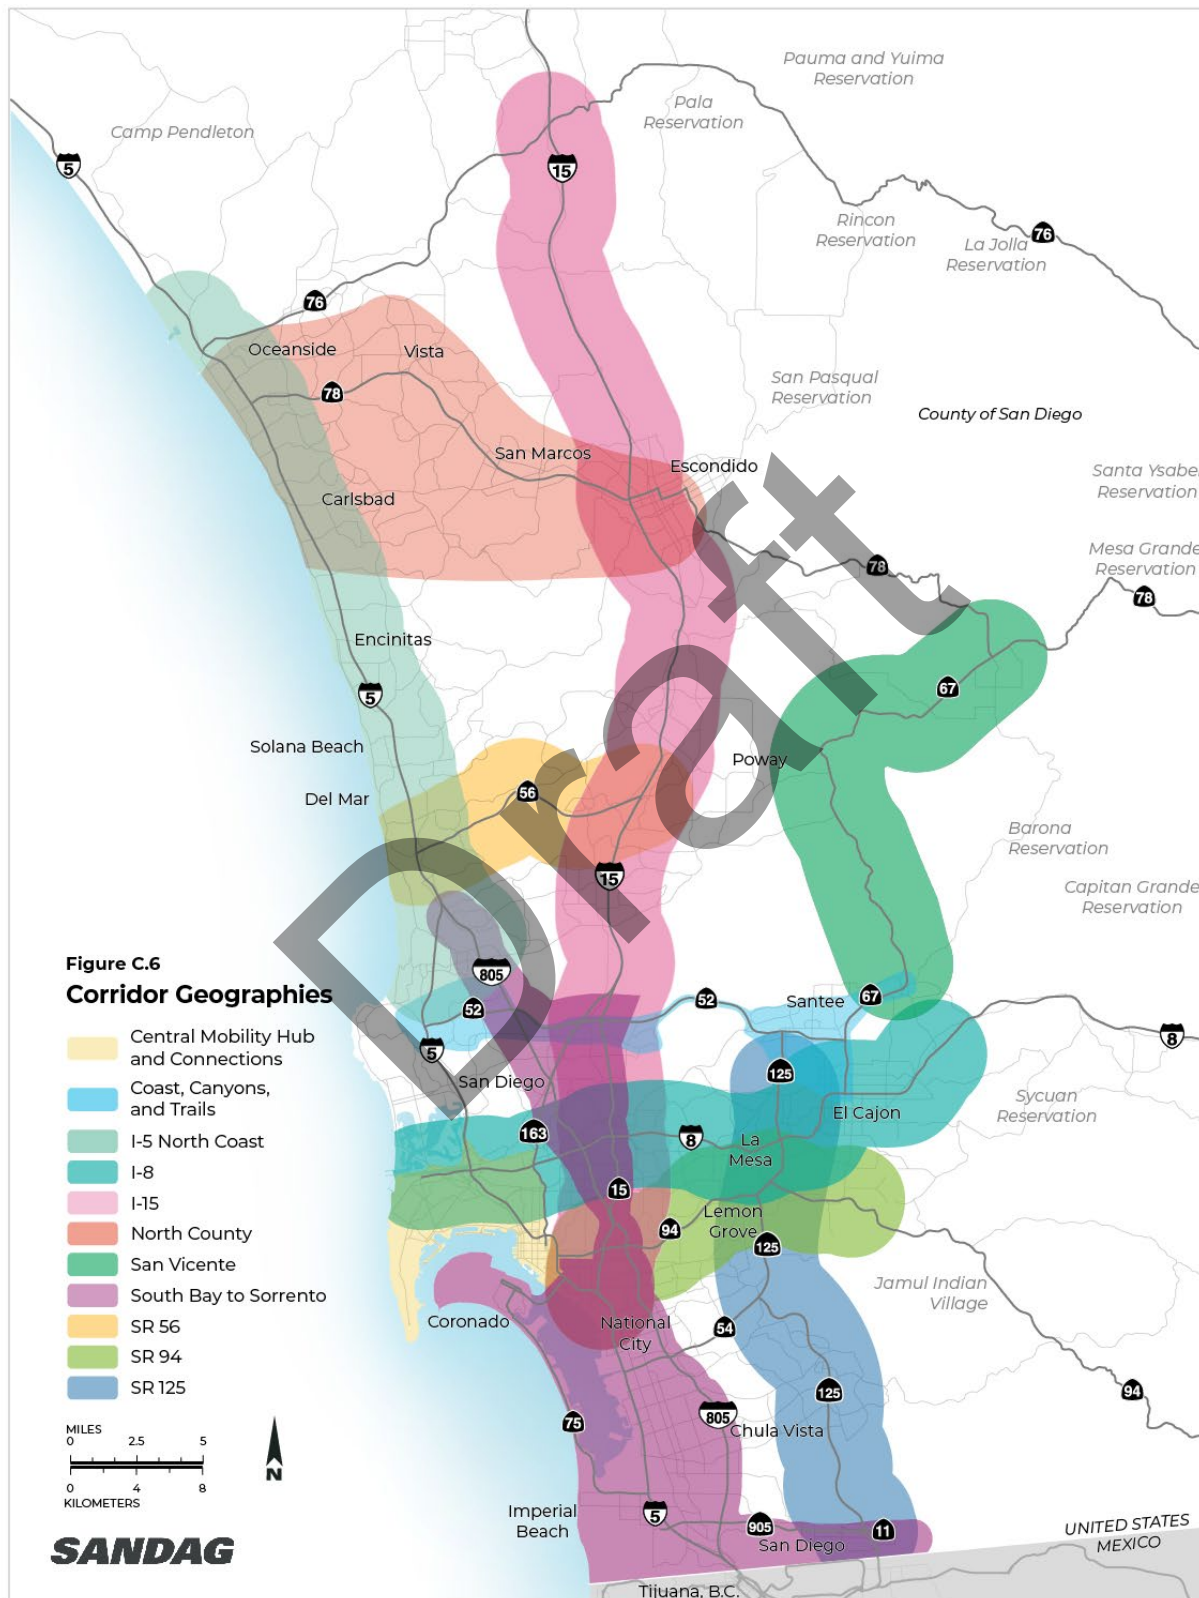 Pauma and Yuima
Reservation
Pala
Reservation
Camp Pendleton
5
15
Rincon
Reservation
La Jolla
Reservation
76
76
Oceanside
Vista
78
San Pasqual
Reservation
County of San Diego
San Marcos
Escondido
Santa Ysabe
Reservation
Carlsbad
78
Mesa Grande
Reservation
78
Encinitas
5
67
Solana Beach
Poway
Del Mar
56
Barona
Reservation
15
Capitan Grande
Reservation
Draft
805
52
52
Santee
67
5
8
San Diego
125
Sycuan
Reservation
El Cajon
163
8
La
Mesa
15
Lemon
Grove
94
125
Jamul Indian
Village
Coronado
National
City
54
125
94
75
805
Chula Vista
Imperial
Beach
5
905
San Diego
11
UNITED STATES
MEXICO
Tijuana, B.C.
Figure C.6
Corridor Geographies
Central Mobility Hub
and Connections
Coast, Canyons,
and Trails
I-5 North Coast
I-8
I-15
North County
San Vicente
South Bay to Sorrento
SR 56
SR 94
SR 125
MILES
0 2.5 5
0 4 8
KILOMETERS
N
SANDAG